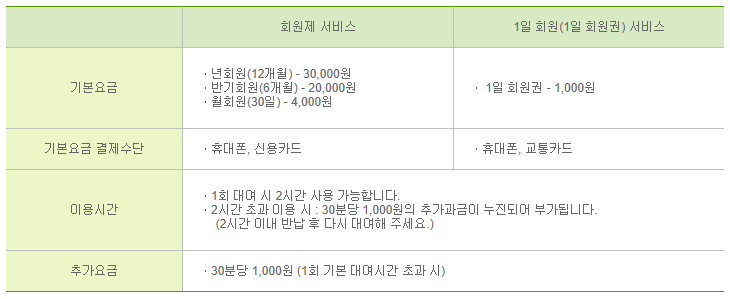 회원제 서비스
1일 회원(1일 회원권) 서비스
기본요금
· 년회원(12개월) - 30,000원
· 반기회원(6개월) - 20,000원
· 월회원(30일) - 4,000원
· 1일 회원권 - 1,000원
기본요금 결제수단
· 휴대폰, 신용카드
· 휴대폰, 교통카드
이용시간
· 1회 대여 시 2시간 사용 가능합니다.
· 2시간 초과 이용 시 : 30분당 1,000원의 추가과금이 누진되어 부가됩니다.
(2시간 이내 반납 후 다시 대여해 주세요.)
추가요금
· 30분당 1,000원 (1회 기본 대여시간 초과 시)